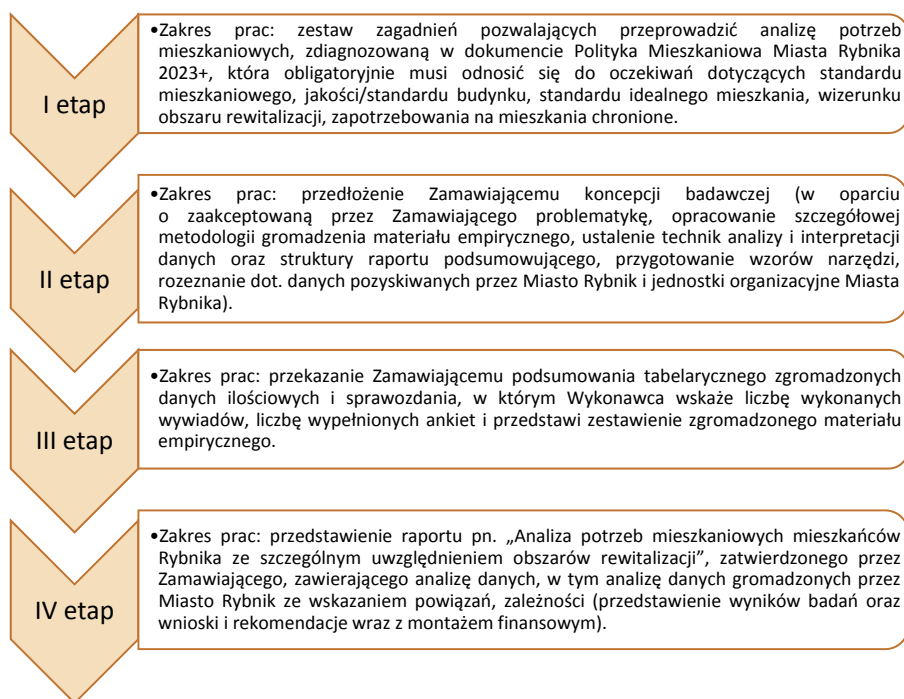 I etap
•Zakres prac: zestaw zagadnień pozwalających przeprowadzić analizę potrzeb
mieszkaniowych, zdiagnozowaną w dokumencie Polityka Mieszkaniowa Miasta Rybnika
2023+, która obligatoryjnie musi odnosić się do oczekiwań dotyczących standardu
mieszkaniowego, jakości/standardu budynku, standardu idealnego mieszkania, wizerunku
obszaru rewitalizacji, zapotrzebowania na mieszkania chronione.
II etap
•Zakres prac: przedłożenie Zamawiającemu koncepcji badawczej (w oparciu
o zaakceptowaną przez Zamawiającego problematykę, opracowanie szczegółowej
metodologii gromadzenia materiału empirycznego, ustalenie technik analizy i interpretacji
danych oraz struktury raportu podsumowującego, przygotowanie wzorów narzędzi,
rozeznanie dot. danych pozyskiwanych przez Miasto Rybnik i jednostki organizacyjne Miasta
Rybnika).
III etap
•Zakres prac: przekazanie Zamawiającemu podsumowania tabelarycznego zgromadzonych
danych ilościowych i sprawozdania, w którym Wykonawca wskaże liczbę wykonanych
wywiadów, liczbę wypełnionych ankiet i przedstawi zestawienie zgromadzonego materiału
empirycznego.
IV etap
•Zakres prac: przedstawienie raportu pn. „Analiza potrzeb mieszkaniowych mieszkańców
Rybnika ze szczególnym uwzględnieniem obszarów rewitalizacji”, zatwierdzonego przez
Zamawiającego, zawierającego analizę danych, w tym analizę danych gromadzonych przez
Miasto Rybnik ze wskazaniem powiązań, zależności (przedstawienie wyników badań oraz
wnioski i rekomendacje wraz z montażem finansowym).